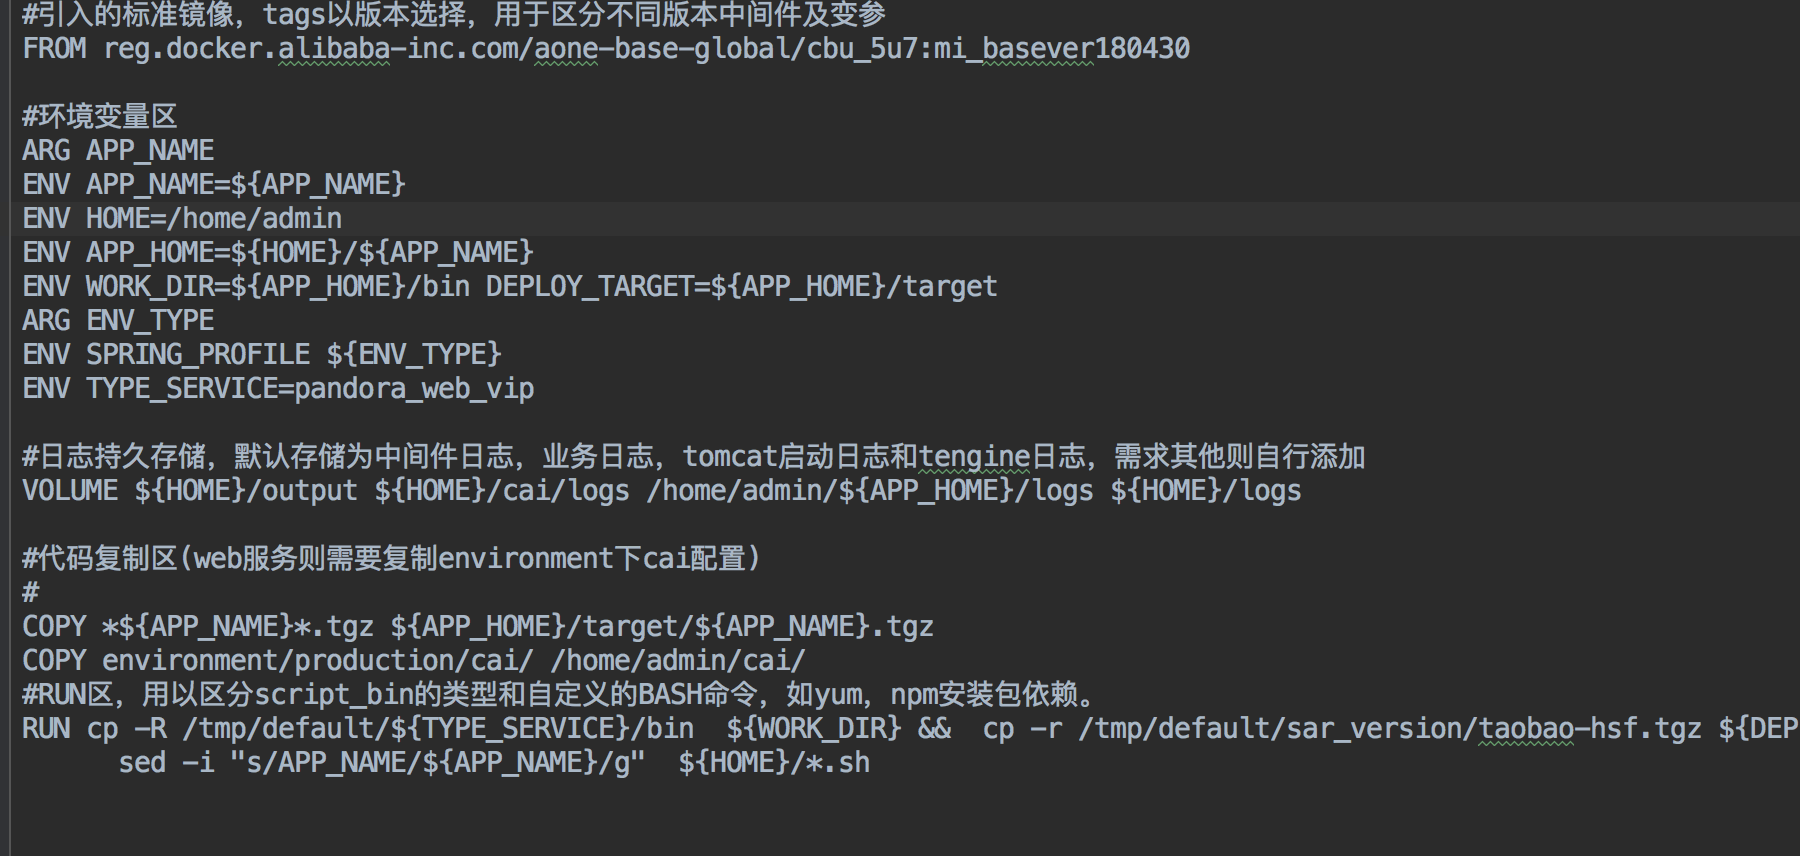 #引入的标准镜像，tags以版本选择，用于区分不同版本中间件及变参
FROM reg.docker.alibaba-inc.com/aone-base-global/cbu_5u7:mi_basever180430
#环境变量区
ARG APP_NAME
ENV APP_NAME=${APP_NAME}
ENV HOME=/home/admin
ENV APP_HOME=${HOME}/${APP_NAME}
ENV WORK_DIR=${APP_HOME}/bin DEPLOY_TARGET=${APP_HOME}/target
ARG ENV_TYPE
ENV SPRING_PROFILE ${ENV_TYPE}
ENV TYPE_SERVICE=pandora_web_vip
#日志持久存储，默认存储为中间件日志，业务日志，tomcat启动日志和tengine日志，需求其他则自行添加
VOLUME ${HOME}/output ${HOME}/cai/logs /home/admin/${APP_HOME}/logs ${HOME}/logs
#代码复制区(web服务则需要复制environment下cai配置)
#
COPY *${APP_NAME}*.tgz ${APP_HOME}/target/${APP_NAME}.tgz
COPY environment/production/cai/ /home/admin/cai/
#RUN区，用以区分script_bin的类型和自定义的BASH命令，如yum，npm安装包依赖。
RUN cp -R /tmp/default/${TYPE_SERVICE}/bin  ${WORK_DIR} &&  cp -r /tmp/default/sar_version/taobao-hsf.tgz ${DEP
sed -i "s/APP_NAME/${APP_NAME}/g"  ${HOME}/*.sh